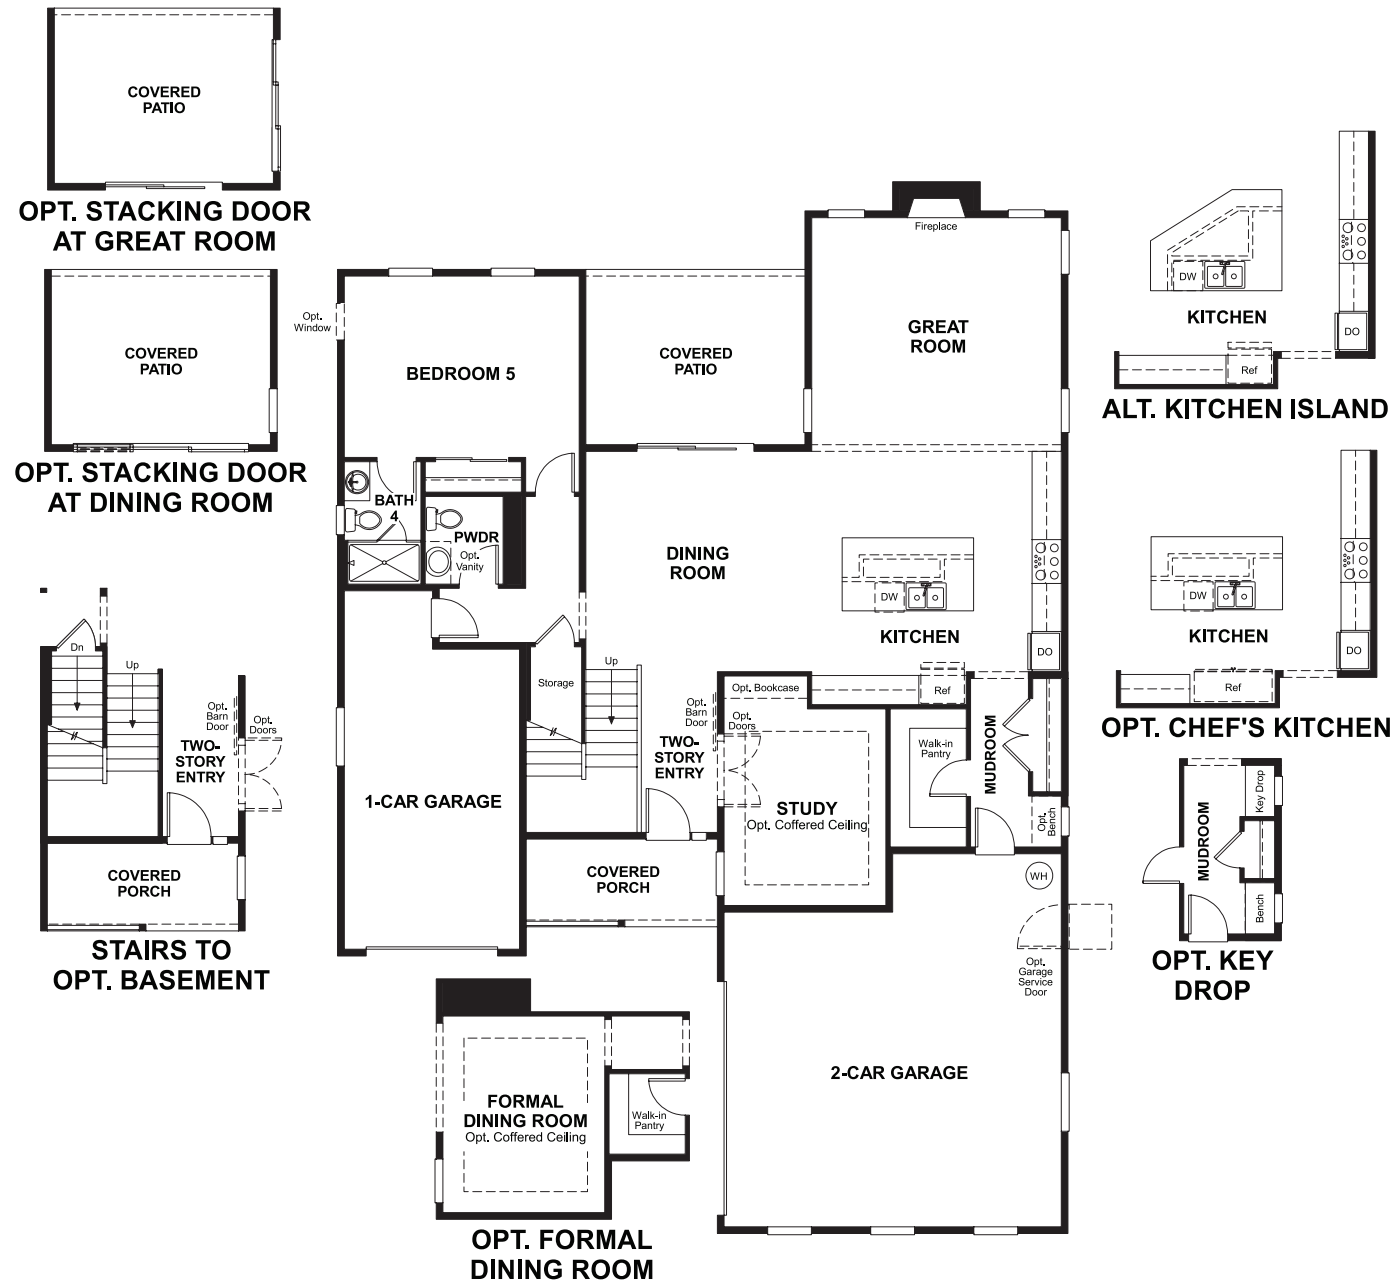 COVERED
PATIO
OPT. STACKING DOOR
AT GREAT ROOM
COVERED
PATIO
OPT. STACKING DOOR
AT DINING ROOM
Dn
Up
Opt.
Barn
Door
Opt.
Doors
TWO-
STORY
ENTRY
COVERED
PORCH
STAIRS TO
OPT. BASEMENT
Fireplace
GREAT
ROOM
Opt.
Window
BEDROOM 5
COVERED
PATIO
BATH
4
PWDR
Opt.
Vanity
DINING
ROOM
DW
KITCHEN
DO
Storage
Up
Opt. Bookcase
Ref
Opt.
Barn
Door
Opt.
Doors
TWO-
STORY
ENTRY
Walk-in
Pantry
MUDROOM
1-CAR GARAGE
STUDY
Opt. Coffered Ceiling
Opt.
Bench
COVERED
PORCH
WH
Opt.
Garage
Service
Door
2-CAR GARAGE
FORMAL
DINING ROOM
Opt. Coffered Ceiling
Walk-in
Pantry
OPT. FORMAL
DINING ROOM
DW
KITCHEN
DO
Ref
ALT. KITCHEN ISLAND
DW
KITCHEN
DO
Ref
OPT. CHEF'S KITCHEN
Key Drop
MUDROOM
Bench
OPT. KEY
DROP